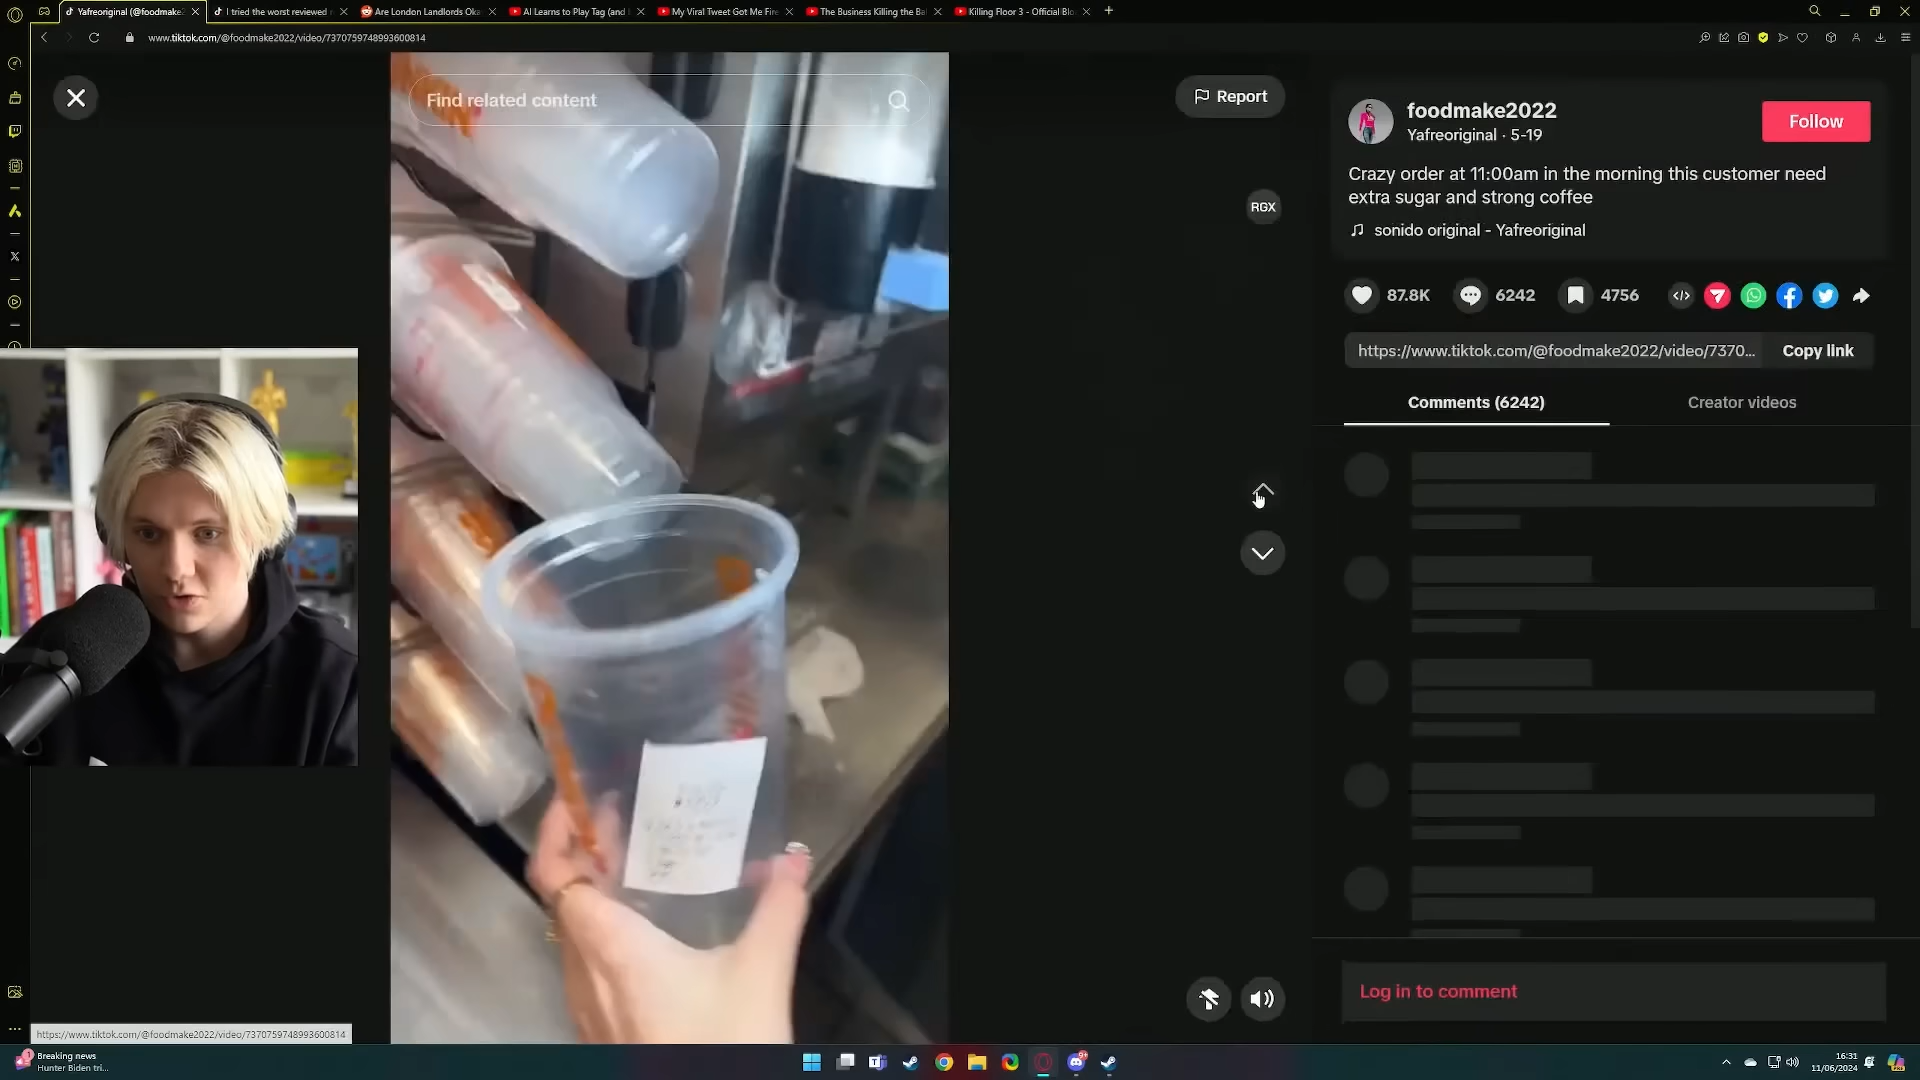 Yafreoriginal (@foodmake2
I tried the worst reviewed
Are London Landlords Oka
AI Learns to Play Tag (and
My Viral Tweet Got Me Fire
The Business Killing the Ba
Killing Floor 3 - Official Blo
www.tiktok.com/@foodmake2022/video/7370759748993600814
Find related content
Report
RGX
foodmake2022
Yafreoriginal · 5-19
Follow
Crazy order at 11:00am in the morning this customer need
extra sugar and strong coffee
sonido original - Yafreoriginal
87.8K
6242
4756
https://www.tiktok.com/@foodmake2022/video/7370...
Copy link
Comments (6242)
Creator videos
Log in to comment
https://www.tiktok.com/@foodmake2022/video/7370759748993600814
Breaking news
Hunter Biden tri...
16:31
11/06/2024